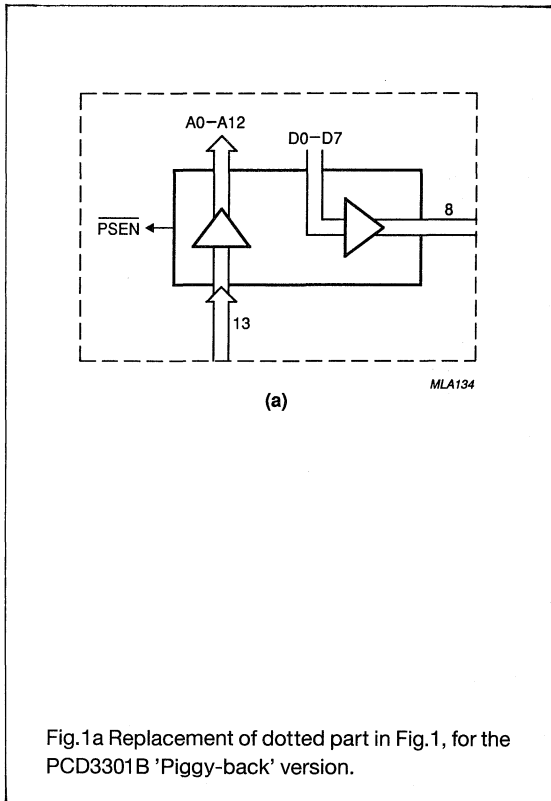 A0–A12
D0–D7
PSEN
8
13
MLA134
(a)
Fig.1a Replacement of dotted part in Fig.1, for the
PCD3301B 'Piggy-back' version.